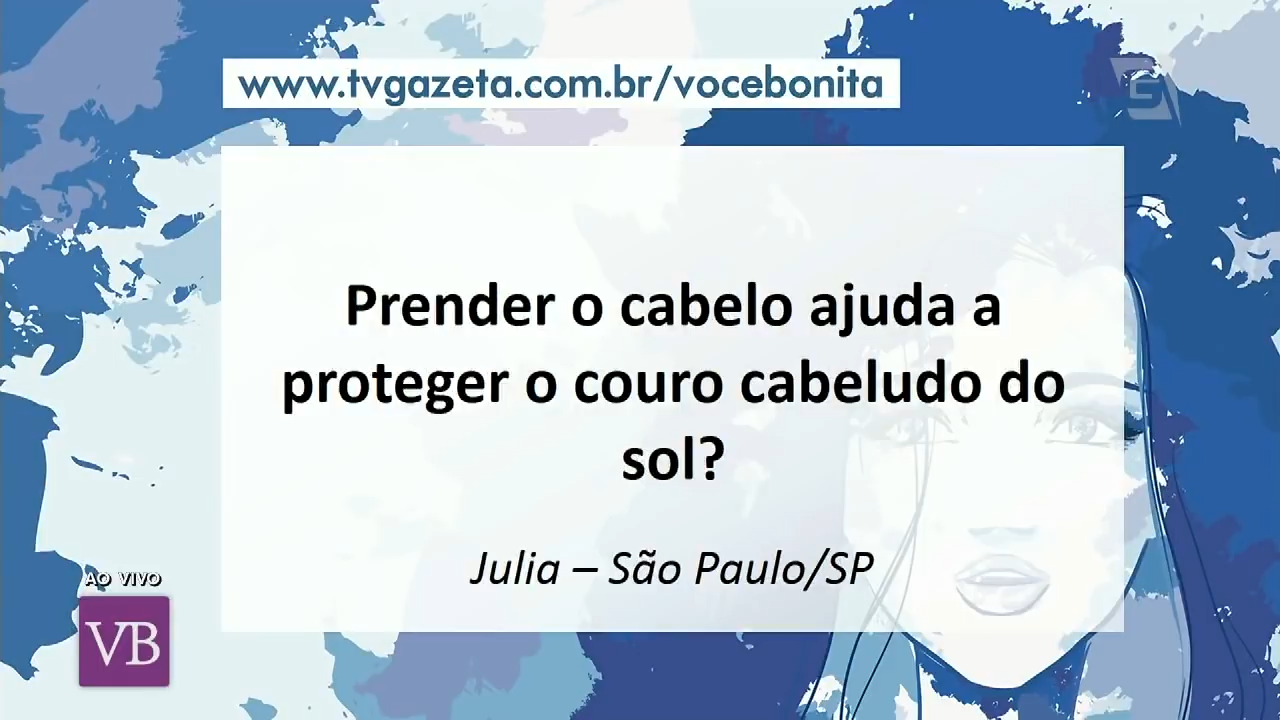 www.tvgazeta.com.br/vocebonita
Prender o cabelo ajuda a
proteger o couro cabeludo do
sol?
Julia – São Paulo/SP
AO VIVO
VB